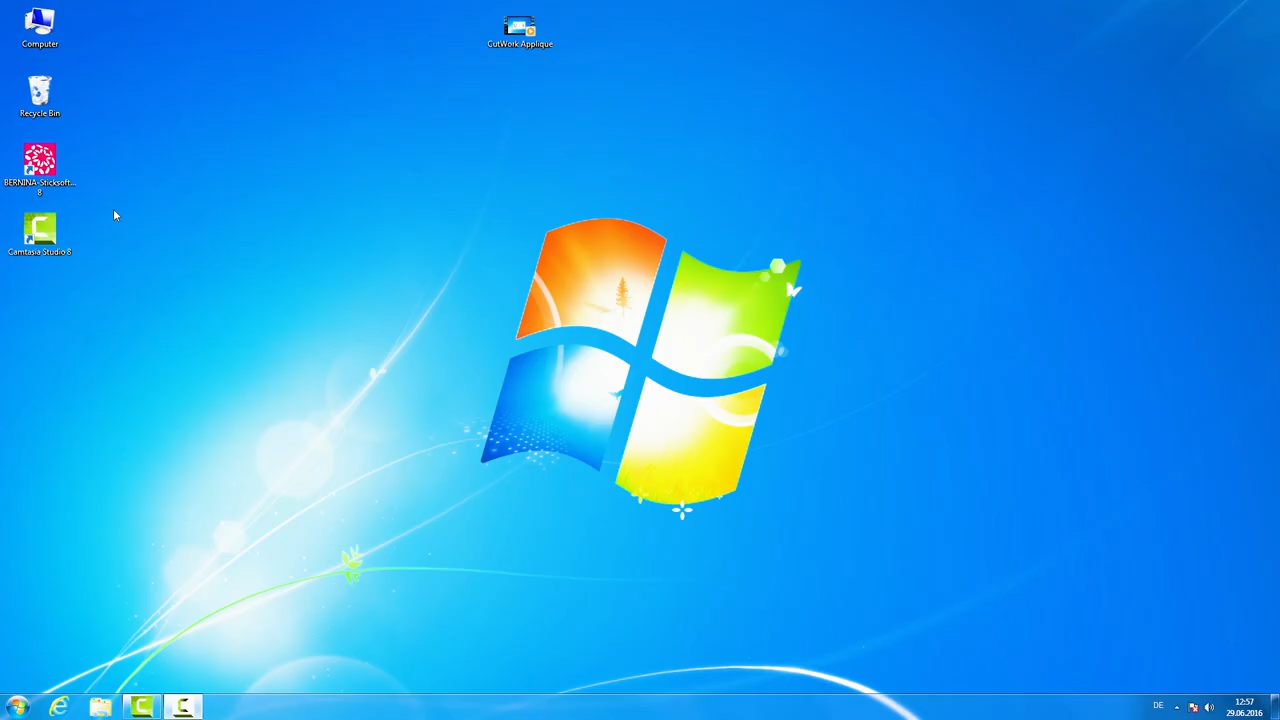 Computer
CutWork Applique
Recycle Bin
BERNINA-Sticksoft...
8
Camtasia Studio 8
DE
12:57
29.06.2016